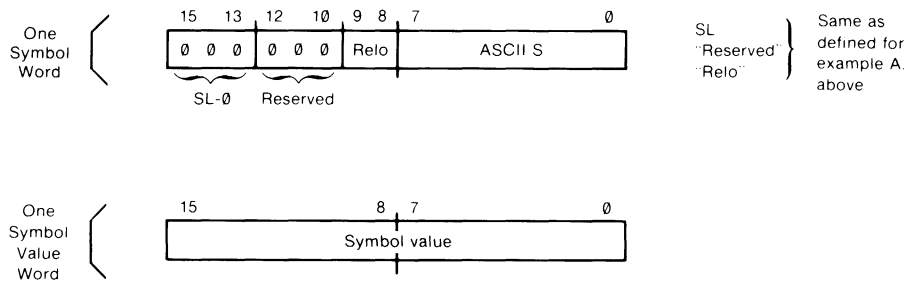 One
Symbol
Word
15 13 12 10 9 8 7 0
0 0 0 0 0 0 Relo ASCII S
SL-0 Reserved
SL
"Reserved"
"Relo"
Same as
defined for
example A.
above
One
Symbol
Value
Word
15 8 7 0
Symbol value